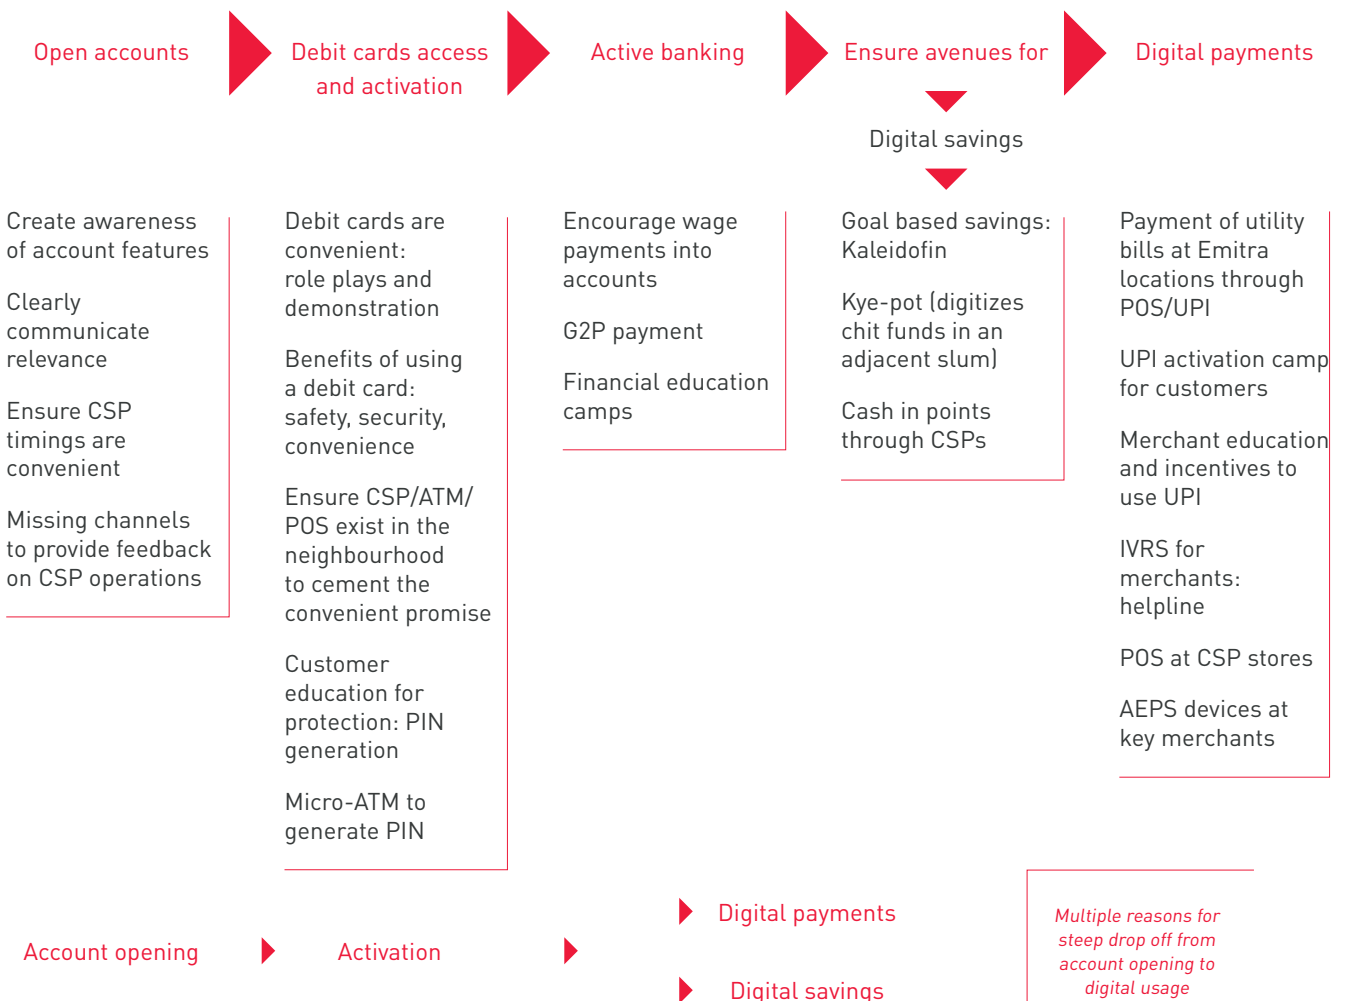 Open accounts
Debit cards access
and activation
Active banking
Ensure avenues for
Digital payments
Digital savings
Create awareness
of account features
Clearly
communicate
relevance
Ensure CSP
timings are
convenient
Missing channels
to provide feedback
on CSP operations
Debit cards are
convenient:
role plays and
demonstration
Benefits of using
a debit card:
safety, security,
convenience
Ensure CSP/ATM/
POS exist in the
neighbourhood
to cement the
convenient promise
Customer
education for
protection: PIN
generation
Micro-ATM to
generate PIN
Encourage wage
payments into
accounts
G2P payment
Financial education
camps
Goal based savings:
Kaleidofin
Kye-pot (digitizes
chit funds in an
adjacent slum)
Cash in points
through CSPs
Payment of utility
bills at Emitra
locations through
POS/UPI
UPI activation camp
for customers
Merchant education
and incentives to
use UPI
IVRS for
merchants:
helpline
POS at CSP stores
AEPS devices at
key merchants
Account opening
Activation
Digital payments
Digital savings
Multiple reasons for
steep drop off from
account opening to
digital usage